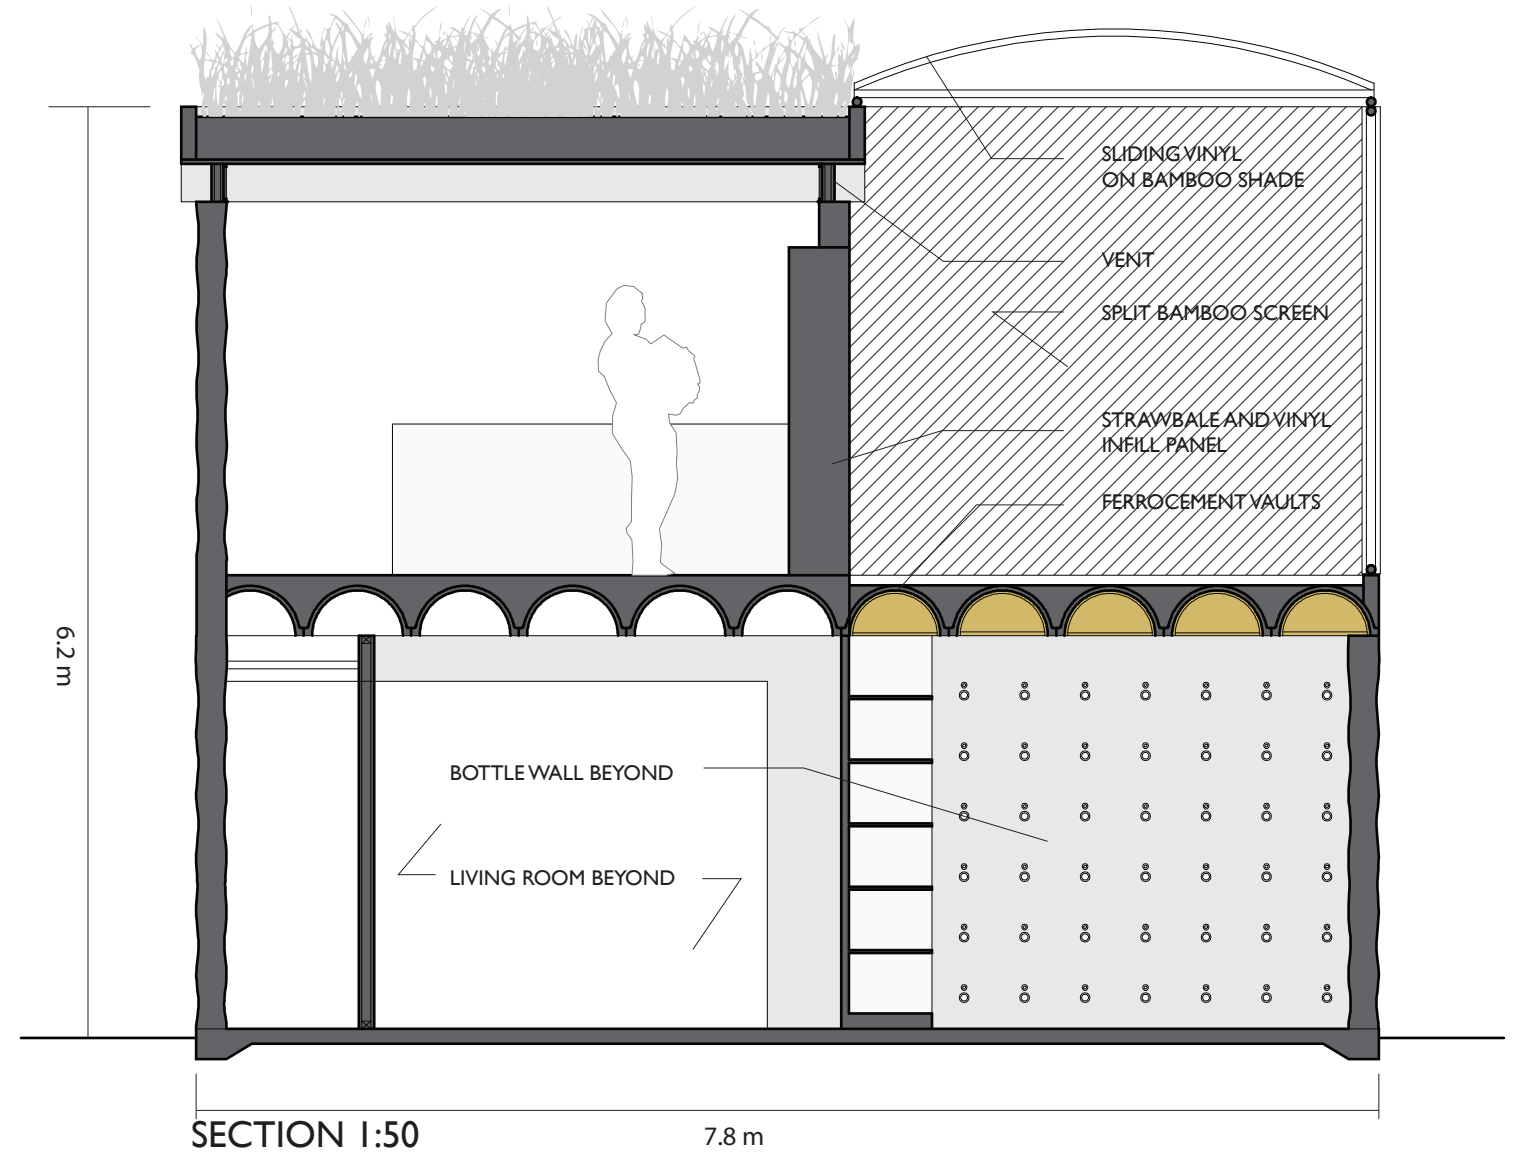 SLIDING VINYL
ON BAMBOO SHADE
VENT
SPLIT BAMBOO SCREEN
STRAWBALE AND VINYL
INFILL PANEL
FERROCEMENT VAULTS
6.2 m
BOTTLE WALL BEYOND
LIVING ROOM BEYOND
SECTION 1:50
7.8 m